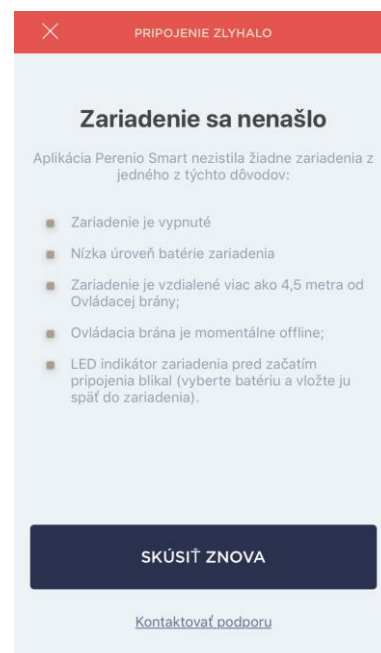 PRIPOJENIE ZLYHALO
Zariadenie sa nenašlo
Aplikácia Perenio Smart nezistila žiadne zariadenia z
jedného z týchto dôvodov:
Zariadenie je vypnuté
Nízka úroveň batérie zariadenia
Zariadenie je vzdialené viac ako 4,5 metra od
Ovládacej brány;
Ovládacia brána je momentálne offline;
LED indikátor zariadenia pred začatím
pripojenia blikal (vyberte batériu a vložte ju
späť do zariadenia).
SKÚSIŤ ZNOVA
Kontaktovať podporu